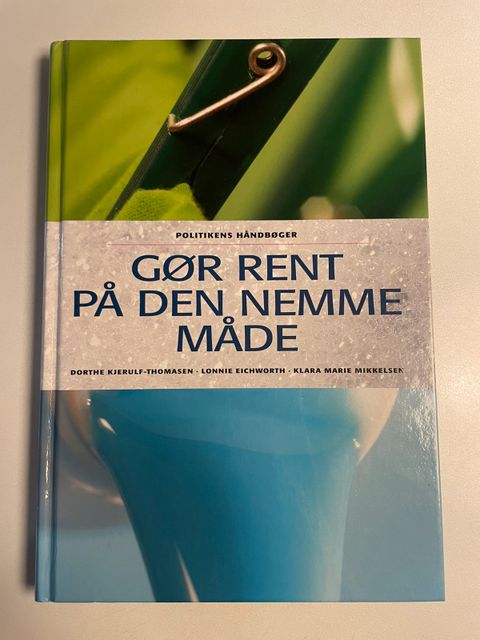 POLITIKENS HÅNDBØGER
GØR RENT
PÅ DEN NEMME
MÅDE
DORTHE KJERULF-THOMASEN · LONNIE EICHWORTH · KLARA MARIE MIKKELSEN